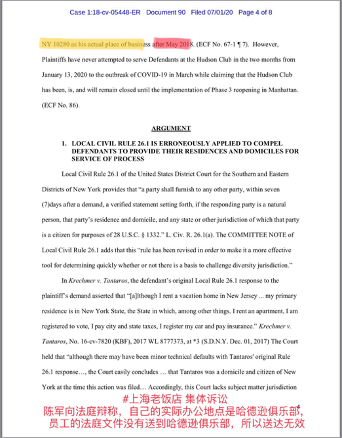 Case 1:18-cv-05448-ER Document 90 Filed 07/01/20 Page 4 of 8
NY 10280 as his actual place of business after May 2018. (ECF No. 67-1 ¶ 7). However,
Plaintiffs have never attempted to serve Defendants at the Hudson Club in the two months from
January 13, 2020 to the outbreak of COVID-19 in March while claiming that the Hudson Club
has been, is, and will remain closed until the implementation of Phase 3 reopening in Manhattan.
(ECF No. 86).
ARGUMENT
1. LOCAL CIVIL RULE 26.1 IS ERRONEOUSLY APPLIED TO COMPEL
DEFENDANTS TO PROVIDE THEIR RESIDENCES AND DOMICILES FOR
SERVICE OF PROCESS
Local Civil Rule 26.1 of the United States District Court for the Southern and Eastern
Districts of New York provides that “a party shall furnish to any other party, within seven
(7)days after a demand, a verified statement setting forth, if the responding party is a natural
person, that party's residence and domicile, and any state or other jurisdiction of which that party
is a citizen for purposes of 28 U.S.C. § 1332.” L. Civ. R. 26.1(a). The COMMITTEE NOTE of
Local Civil Rule 26.1 adds that “the “rule has been revised in order to make it a more effective
tool for determining quickly whether or not there is a basis to challenge diversity jurisdiction.”
In Krechmer v. Tantaros, the defendant's original Local Rule 26.1 response to the
plaintiff's demand asserted that “[a]lthough I rent a vacation home in New Jersey ... my primary
residence is in New York State, the State in which, among other things, I rent an apartment, I am
registered to vote, I pay city and state taxes, I register my car and pay insurance.” Krechmer v.
Tantaros, No. 16-cv-7820 (KBF), 2017 WL 8777373, at *3 (S.D.N.Y. Dec. 01, 2017) The Court
held that “although there may have been minor technical defaults with Tantaros' original Rule
26.1 response…, the Court easily concludes … that Tantaros was a domicile and citizen of New
York at the time this action was filed… Accordingly, this Court lacks subject matter jurisdiction
4
#上海老饭店 集体诉讼
陈军向法庭辩称，自己的实际办公地点是哈德逊俱乐部，
员工的法庭文件没有送到哈德逊俱乐部，所以送达无效